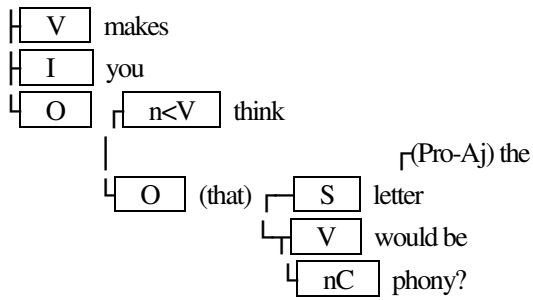 V makes
I you
O n<V think
(Pro-Aj) the
O (that) S letter
V would be
nC phony?